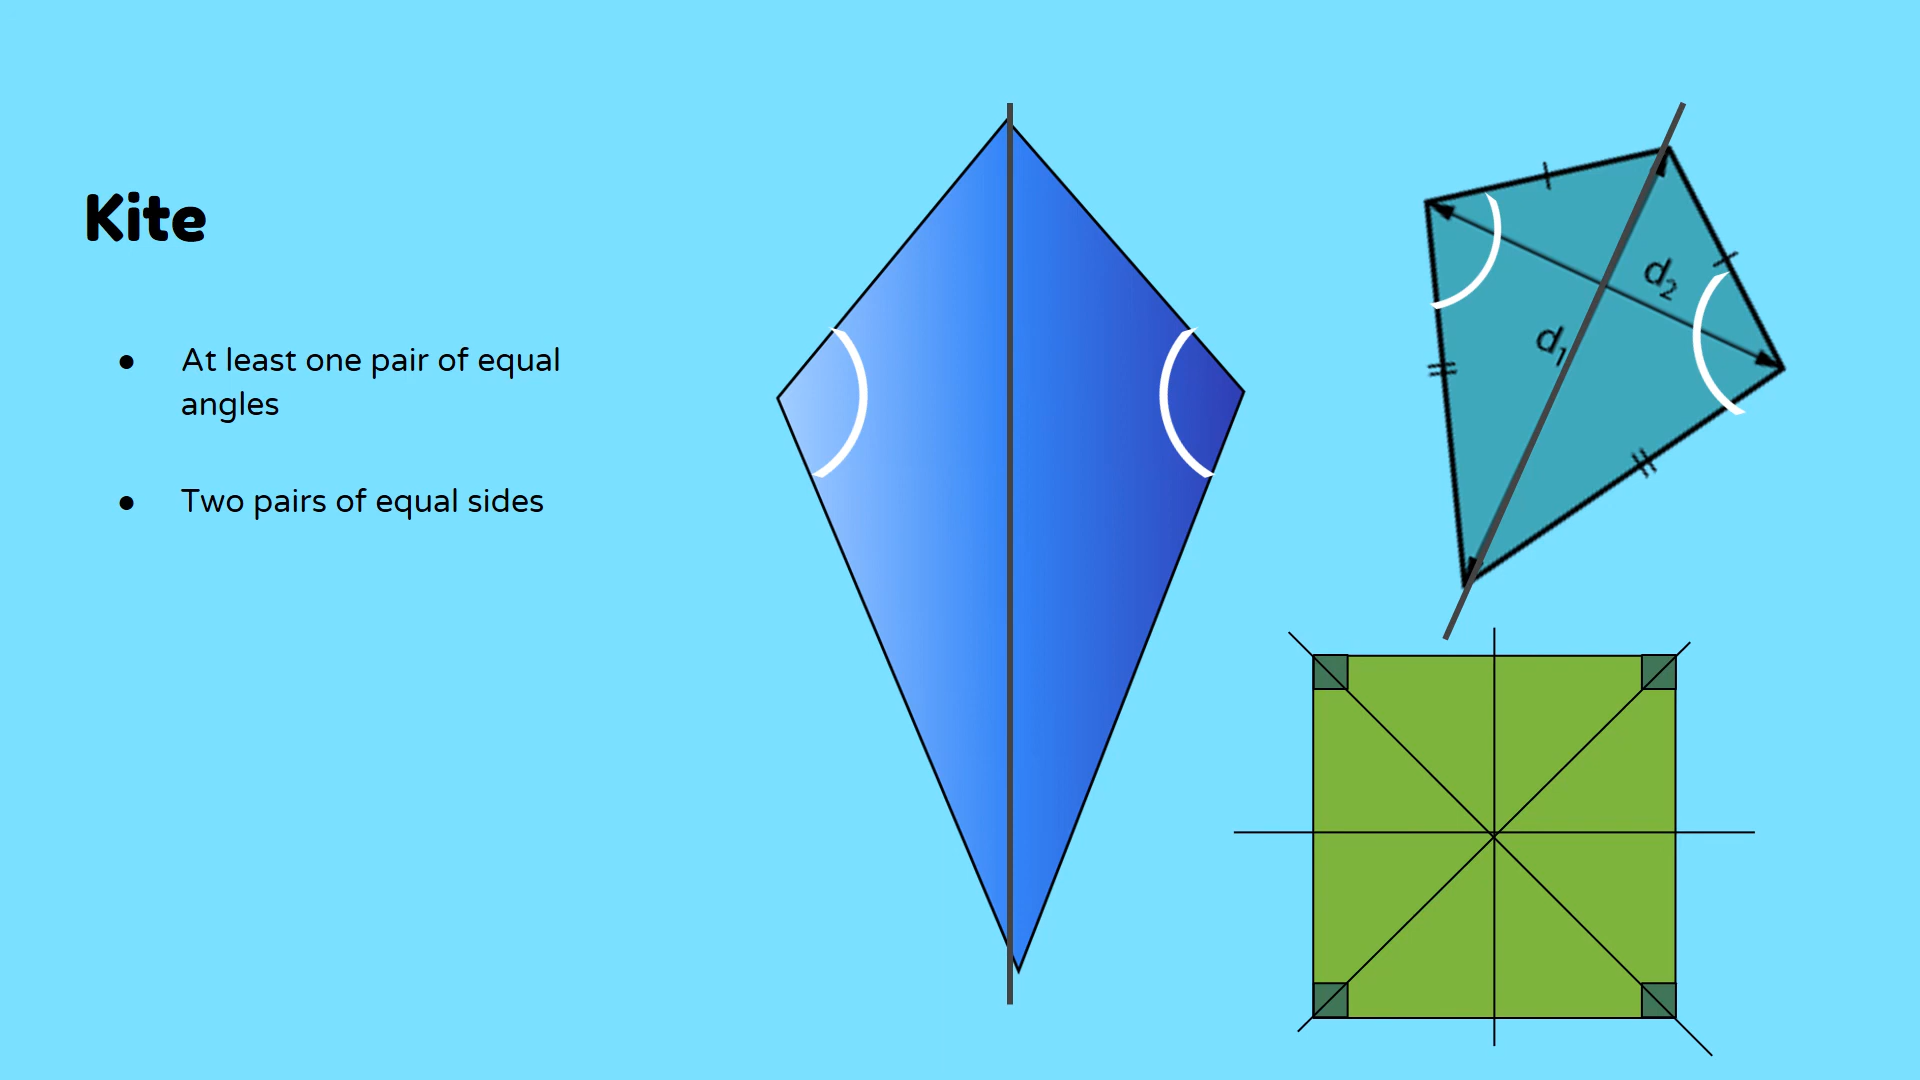 Kite
● At least one pair of equal
angles
● Two pairs of equal sides
d₂
d₁